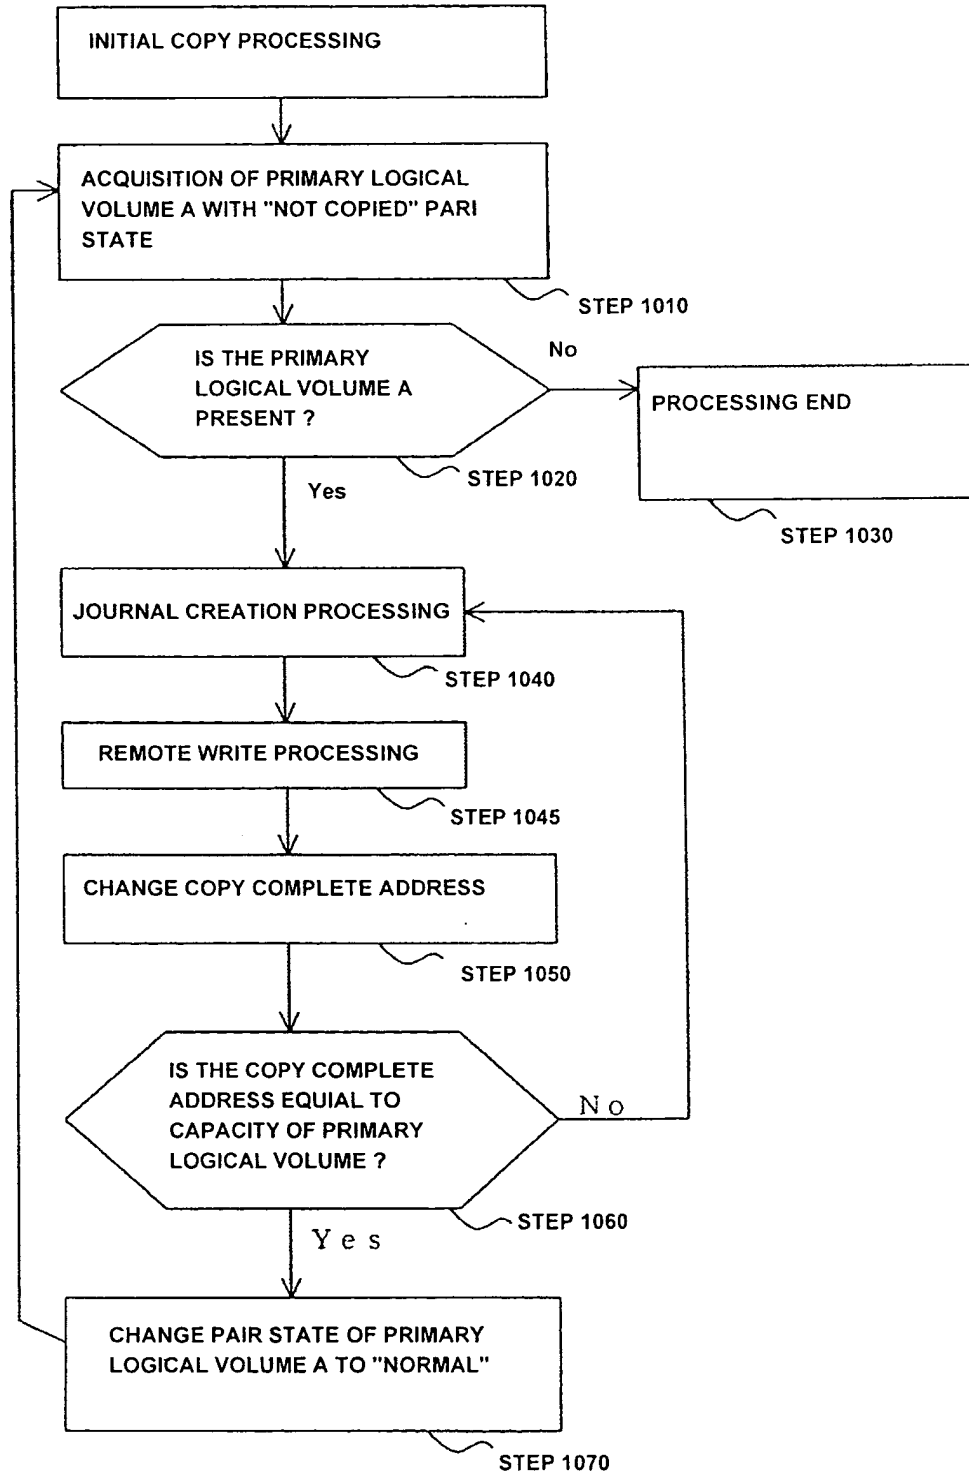 INITIAL COPY PROCESSING
ACQUISITION OF PRIMARY LOGICAL
VOLUME A WITH "NOT COPIED" PARI
STATE
STEP 1010
IS THE PRIMARY
LOGICAL VOLUME A
PRESENT ?
No
PROCESSING END
STEP 1020
Yes
STEP 1030
JOURNAL CREATION PROCESSING
STEP 1040
REMOTE WRITE PROCESSING
STEP 1045
CHANGE COPY COMPLETE ADDRESS
STEP 1050
IS THE COPY COMPLETE
ADDRESS EQUIAL TO
CAPACITY OF PRIMARY
LOGICAL VOLUME ?
No
STEP 1060
Yes
CHANGE PAIR STATE OF PRIMARY
LOGICAL VOLUME A TO "NORMAL"
STEP 1070